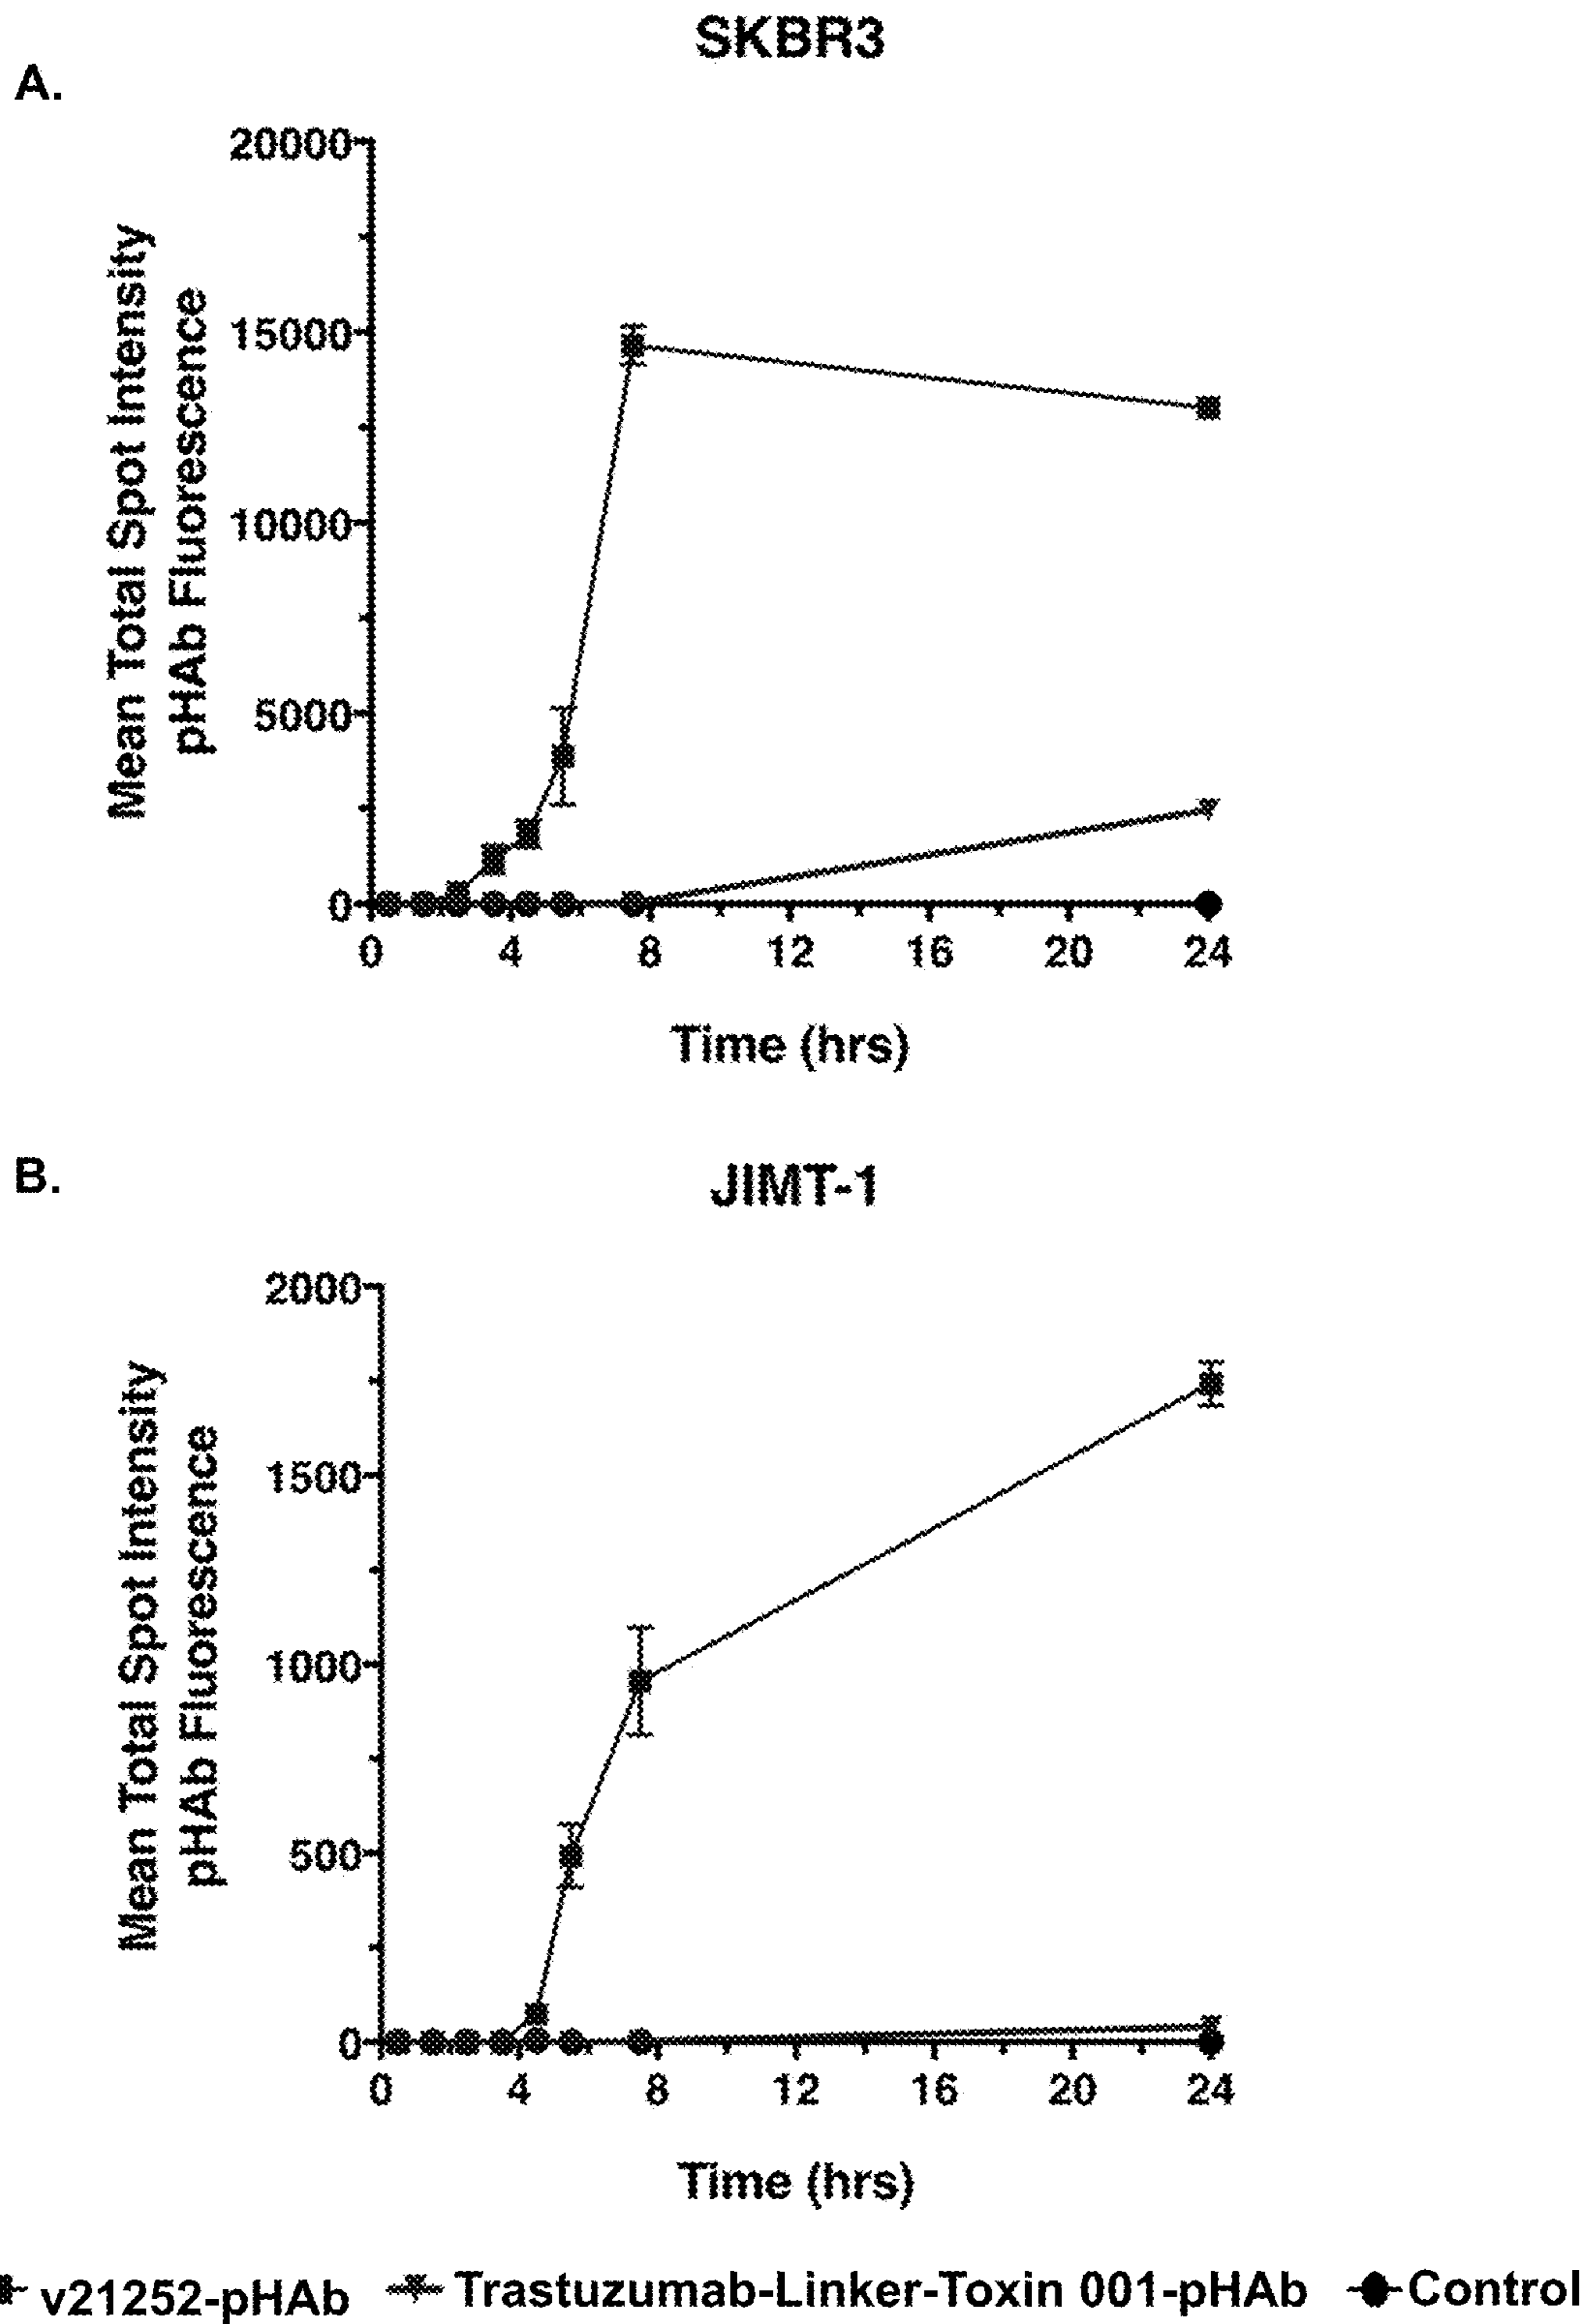 SKBR3
A.
Mean Total Spot Intensity
pHAb Fluorescence
20000
15000
10000
5000
0
0 4 8 12 16 20 24
Time (hrs)
B.
JIMT-1
Mean Total Spot Intensity
pHAb Fluorescence
2000
1500
1000
500
0
0 4 8 12 16 20 24
Time (hrs)
v21252-pHAb Trastuzumab-Linker-Toxin 001-pHAb Control